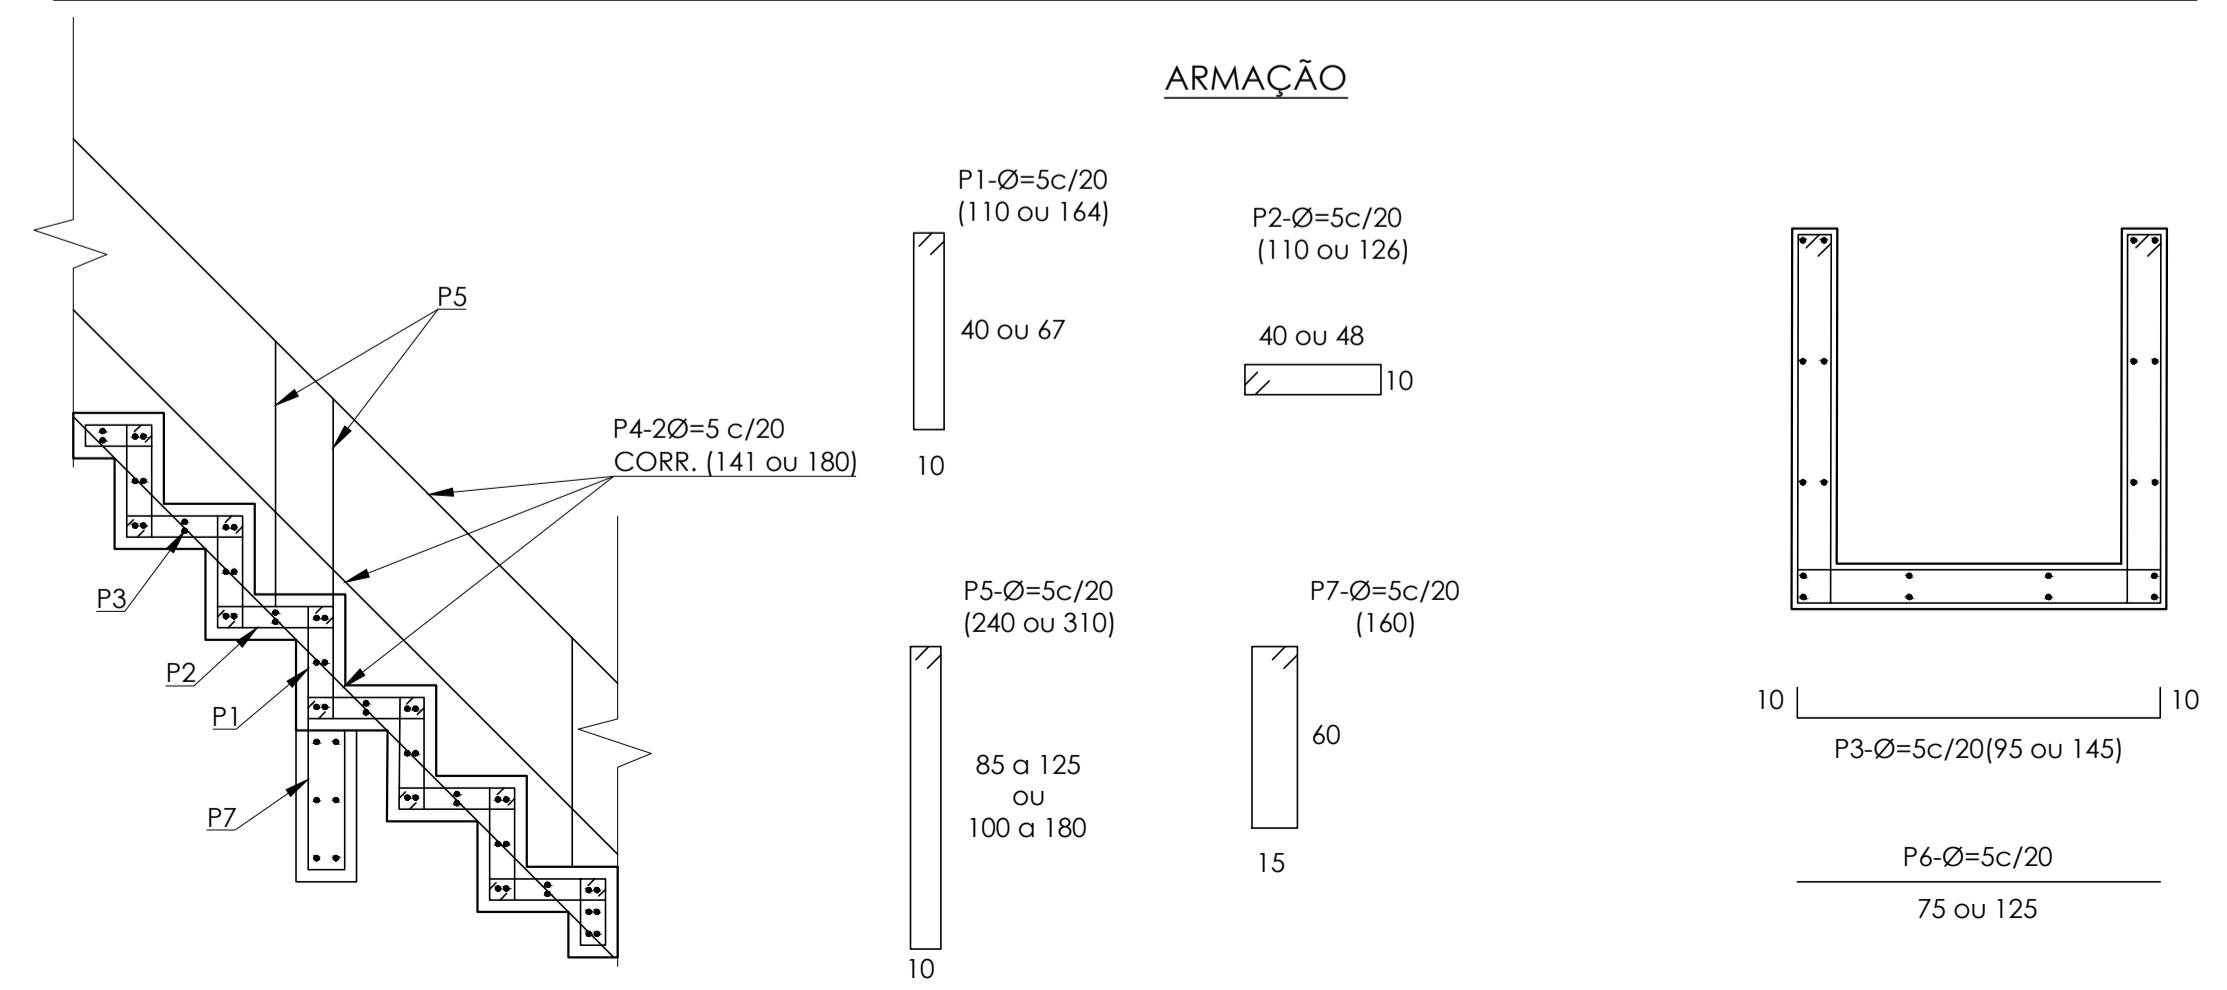 ARMAÇÃO
P5
P4-2Ø=5 c/20
CORR. (141 ou 180)
P3
P2
P1
P7
P1-Ø=5c/20
(110 ou 164)
40 ou 67
10
P2-Ø=5c/20
(110 ou 126)
40 ou 48
10
P5-Ø=5c/20
(240 ou 310)
85 a 125
ou
100 a 180
10
P7-Ø=5c/20
(160)
60
15
10
10
P3-Ø=5c/20(95 ou 145)
P6-Ø=5c/20
75 ou 125